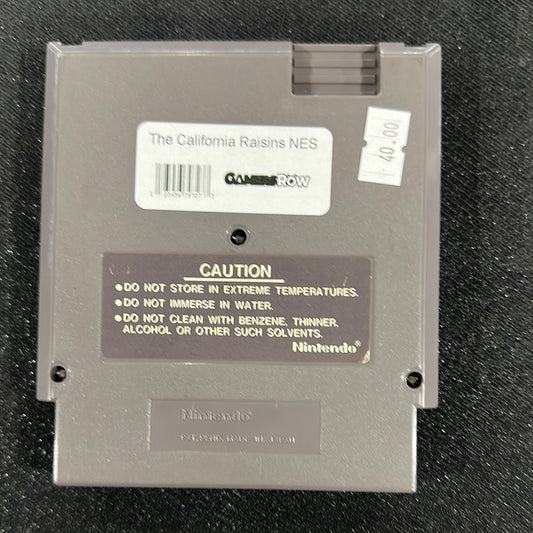 The California Raisins NES
GAMERSROW
40.00
CAUTION
●DO NOT STORE IN EXTREME TEMPERATURES.
●DO NOT IMMERSE IN WATER.
●DO NOT CLEAN WITH BENZENE, THINNER,
ALCOHOL OR OTHER SUCH SOLVENTS.
Nintendo®
Nintendo®